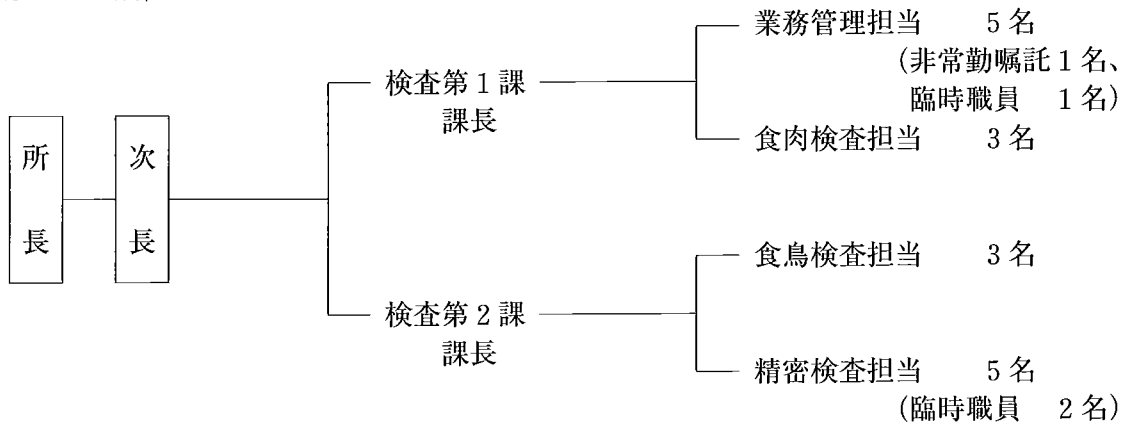 業務管理担当 5名
(非常勤嘱託1名、
臨時職員 1名)
検査第1課
課長
食肉検査担当 3名
所長
次長
食鳥検査担当 3名
検査第2課
課長
精密検査担当 5名
(臨時職員 2名)